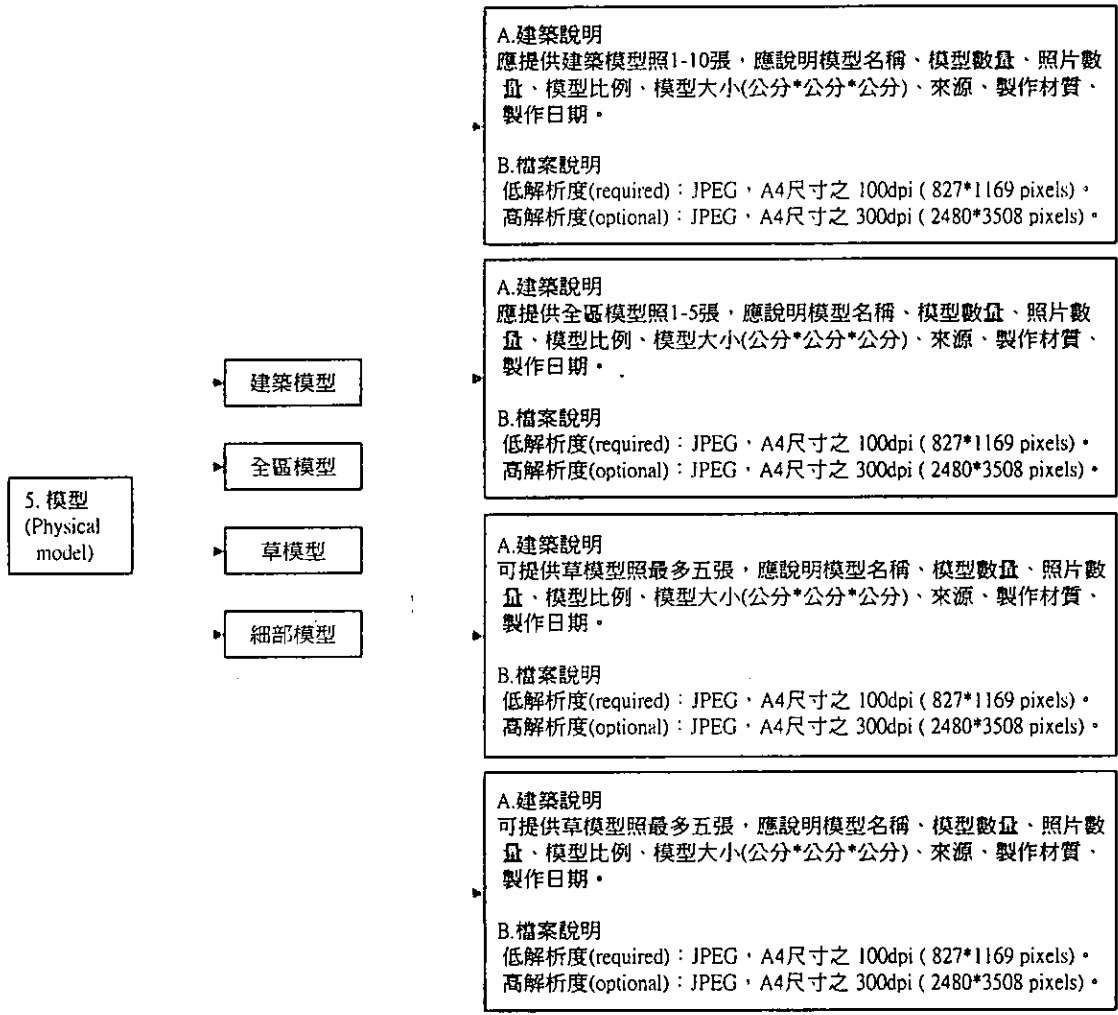 5. 模型
(Physical
model)
建築模型
全區模型
草模型
細部模型
A.建築說明
應提供建築模型照1-10張，應說明模型名稱、模型數量、照片數
量、模型比例、模型大小(公分*公分*公分)、來源、製作材質、
製作日期。
B.檔案說明
低解析度(required)：JPEG，A4尺寸之 100dpi ( 827*1169 pixels)。
高解析度(optional)：JPEG，A4尺寸之 300dpi ( 2480*3508 pixels)。
A.建築說明
應提供全區模型照1-5張，應說明模型名稱、模型數量、照片數
量、模型比例、模型大小(公分*公分*公分)、來源、製作材質、
製作日期。
B.檔案說明
低解析度(required)：JPEG，A4尺寸之 100dpi ( 827*1169 pixels)。
高解析度(optional)：JPEG，A4尺寸之 300dpi ( 2480*3508 pixels)。
A.建築說明
可提供草模型照最多五張，應說明模型名稱、模型數量、照片數
量、模型比例、模型大小(公分*公分*公分)、來源、製作材質、
製作日期。
B.檔案說明
低解析度(required)：JPEG，A4尺寸之 100dpi ( 827*1169 pixels)。
高解析度(optional)：JPEG，A4尺寸之 300dpi ( 2480*3508 pixels)。
A.建築說明
可提供草模型照最多五張，應說明模型名稱、模型數量、照片數
量、模型比例、模型大小(公分*公分*公分)、來源、製作材質、
製作日期。
B.檔案說明
低解析度(required)：JPEG，A4尺寸之 100dpi ( 827*1169 pixels)。
高解析度(optional)：JPEG，A4尺寸之 300dpi ( 2480*3508 pixels)。